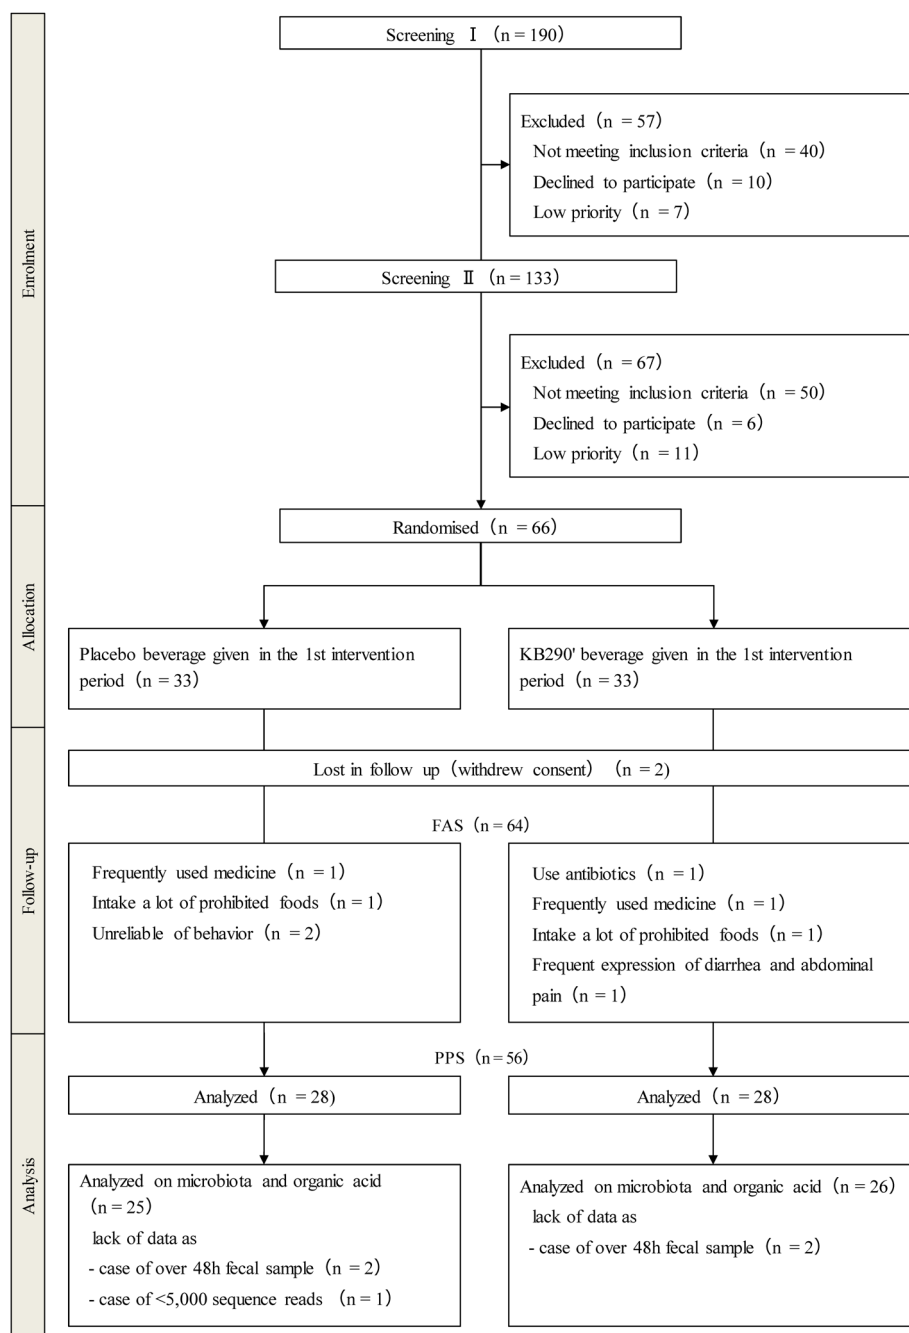 Enrolment
Screening Ⅰ (n = 190)
Excluded (n = 57)
Not meeting inclusion criteria (n = 40)
Declined to participate (n = 10)
Low priority (n = 7)
Screening Ⅱ (n = 133)
Excluded (n = 67)
Not meeting inclusion criteria (n = 50)
Declined to participate (n = 6)
Low priority (n = 11)
Randomised (n = 66)
Allocation
Placebo beverage given in the 1st intervention
period (n = 33)
KB290' beverage given in the 1st intervention
period (n = 33)
Follow-up
Lost in follow up (withdrew consent) (n = 2)
FAS (n = 64)
Frequently used medicine (n = 1)
Intake a lot of prohibited foods (n = 1)
Unreliable of behavior (n = 2)
Use antibiotics (n = 1)
Frequently used medicine (n = 1)
Intake a lot of prohibited foods (n = 1)
Frequent expression of diarrhea and abdominal
pain (n = 1)
Analysis
PPS (n = 56)
Analyzed (n = 28)
Analyzed (n = 28)
Analyzed on microbiota and organic acid
(n = 25)
lack of data as
- case of over 48h fecal sample (n = 2)
- case of <5,000 sequence reads (n = 1)
Analyzed on microbiota and organic acid (n = 26)
lack of data as
- case of over 48h fecal sample (n = 2)